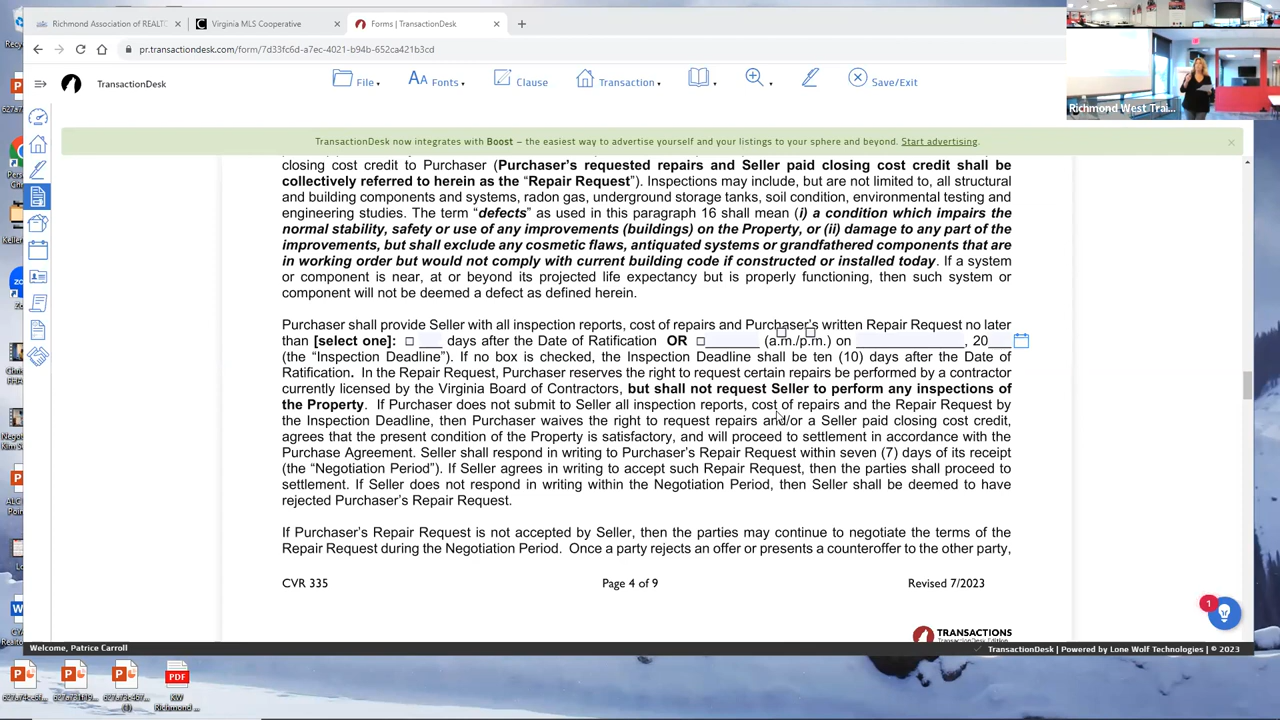 Richmond Association of REALTO
Virginia MLS Cooperative
Forms | TransactionDesk
pr.transactiondesk.com/form/7d33fc6d-a7ec-4021-b94b-652ca421b3cd
TransactionDesk
File
Fonts
Clause
Transaction
Save/Exit
Richmond West Trai...
TransactionDesk now integrates with Boost – the easiest way to advertise yourself and your listings to your sphere and beyond. Start advertising.
closing cost credit to Purchaser (Purchaser's requested repairs and Seller paid closing cost credit shall be
collectively referred to herein as the "Repair Request"). Inspections may include, but are not limited to, all structural
and building components and systems, radon gas, underground storage tanks, soil condition, environmental testing and
engineering studies. The term "defects" as used in this paragraph 16 shall mean (i) a condition which impairs the
normal stability, safety or use of any improvements (buildings) on the Property, or (ii) damage to any part of the
improvements, but shall exclude any cosmetic flaws, antiquated systems or grandfathered components that are
in working order but would not comply with current building code if constructed or installed today. If a system
or component is near, at or beyond its projected life expectancy but is properly functioning, then such system or
component will not be deemed a defect as defined herein.
Purchaser shall provide Seller with all inspection reports, cost of repairs and Purchaser's written Repair Request no later
than [select one]: ☐ ____ days after the Date of Ratification OR ☐_________ (a.m./p.m.) on __________________, 20____
(the "Inspection Deadline"). If no box is checked, the Inspection Deadline shall be ten (10) days after the Date of
Ratification. In the Repair Request, Purchaser reserves the right to request certain repairs be performed by a contractor
currently licensed by the Virginia Board of Contractors, but shall not request Seller to perform any inspections of
the Property. If Purchaser does not submit to Seller all inspection reports, cost of repairs and the Repair Request by
the Inspection Deadline, then Purchaser waives the right to request repairs and/or a Seller paid closing cost credit,
agrees that the present condition of the Property is satisfactory, and will proceed to settlement in accordance with the
Purchase Agreement. Seller shall respond in writing to Purchaser's Repair Request within seven (7) days of its receipt
(the "Negotiation Period"). If Seller agrees in writing to accept such Repair Request, then the parties shall proceed to
settlement. If Seller does not respond in writing within the Negotiation Period, then Seller shall be deemed to have
rejected Purchaser's Repair Request.
If Purchaser's Repair Request is not accepted by Seller, then the parties may continue to negotiate the terms of the
Repair Request during the Negotiation Period. Once a party rejects an offer or presents a counteroffer to the other party,
CVR 335
Page 4 of 9
Revised 7/2023
TRANSACTIONS
TransactionDesk Edition
1
Welcome, Patrice Carroll
TransactionDesk | Powered by Lone Wolf Technologies | © 2023
(1)
KW
Richmond ...